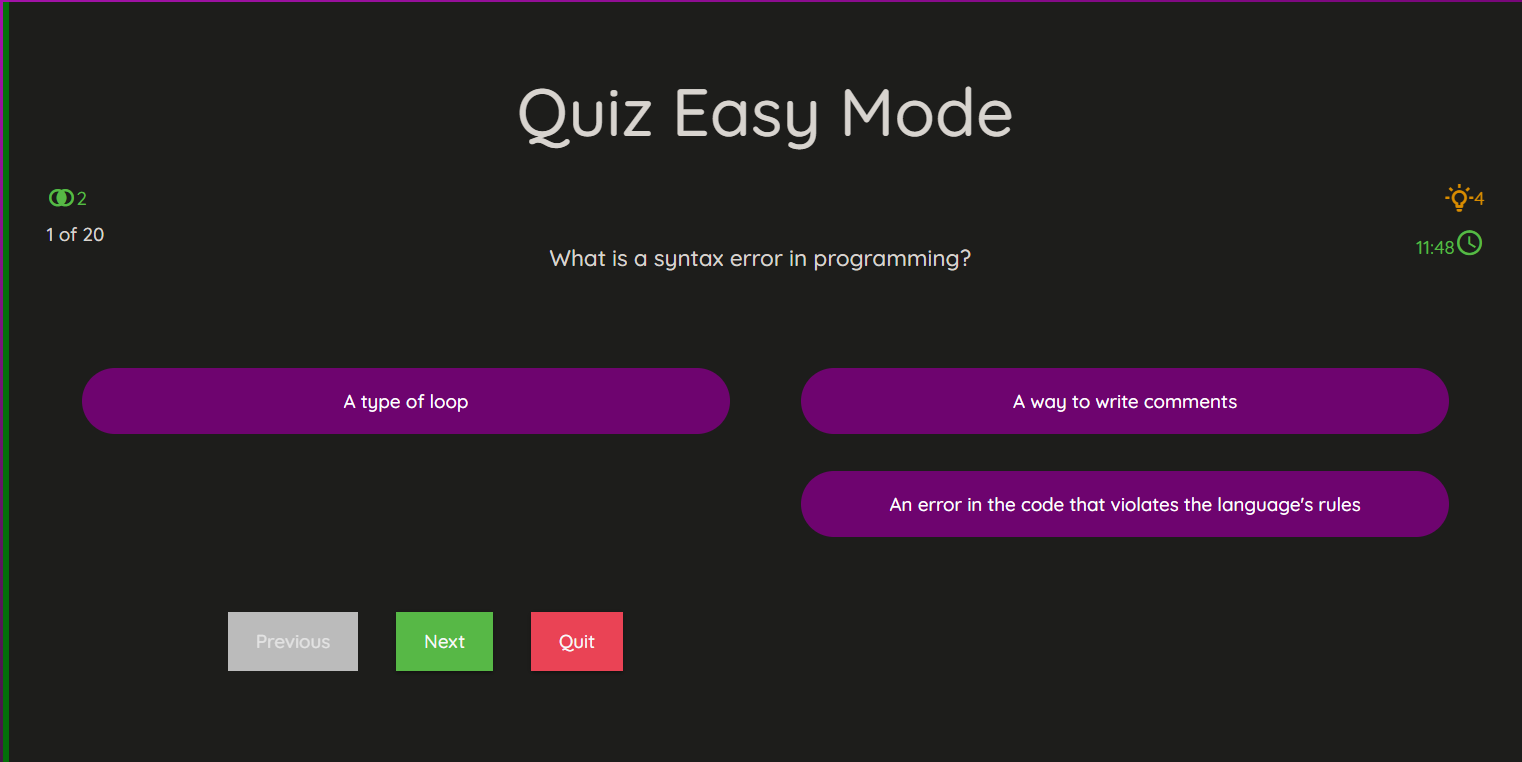 Quiz Easy Mode
2
4
1 of 20
11:48
What is a syntax error in programming?
A type of loop
A way to write comments
An error in the code that violates the language's rules
Previous
Next
Quit